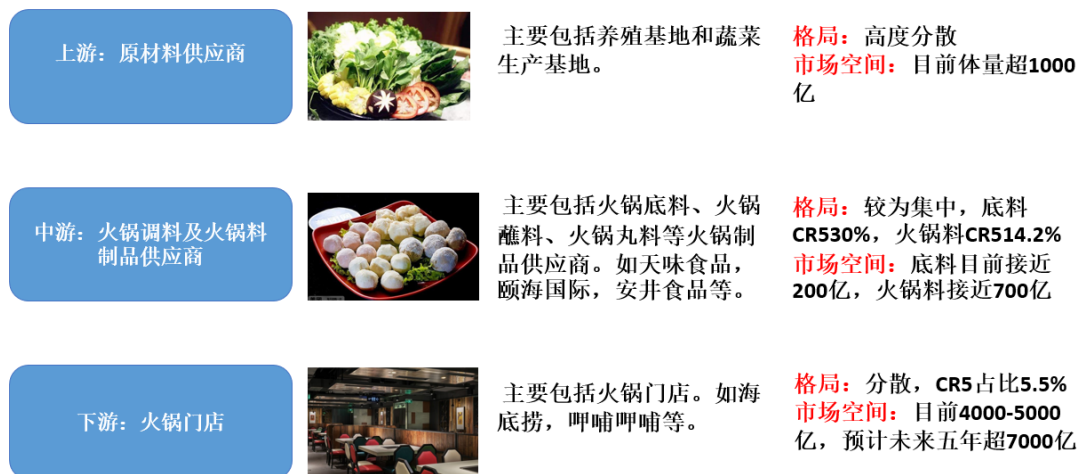 上游：原材料供应商
主要包括养殖基地和蔬菜
生产基地。
格局：高度分散
市场空间：目前体量超1000
亿
中游：火锅调料及火锅料
制品供应商
主要包括火锅底料、火锅
蘸料、火锅丸料等火锅制
品供应商。如天味食品，
颐海国际，安井食品等。
格局：较为集中，底料
CR530%，火锅料CR514.2%
市场空间：底料目前接近
200亿，火锅料接近700亿
下游：火锅门店
主要包括火锅门店。如海
底捞，呷哺呷哺等。
格局：分散，CR5占比5.5%
市场空间：目前4000-5000
亿，预计未来五年超7000亿